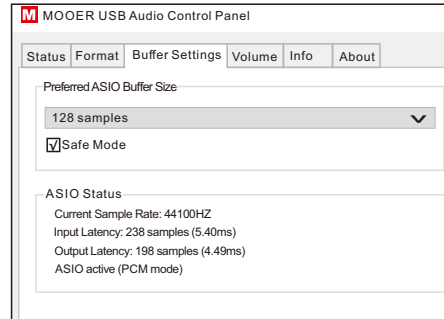 M MOOER USB Audio Control Panel
Status Format Buffer Settings Volume Info About
Preferred ASIO Buffer Size
128 samples
Safe Mode
ASIO Status
Current Sample Rate: 44100HZ
Input Latency: 238 samples (5.40ms)
Output Latency: 198 samples (4.49ms)
ASIO active (PCM mode)